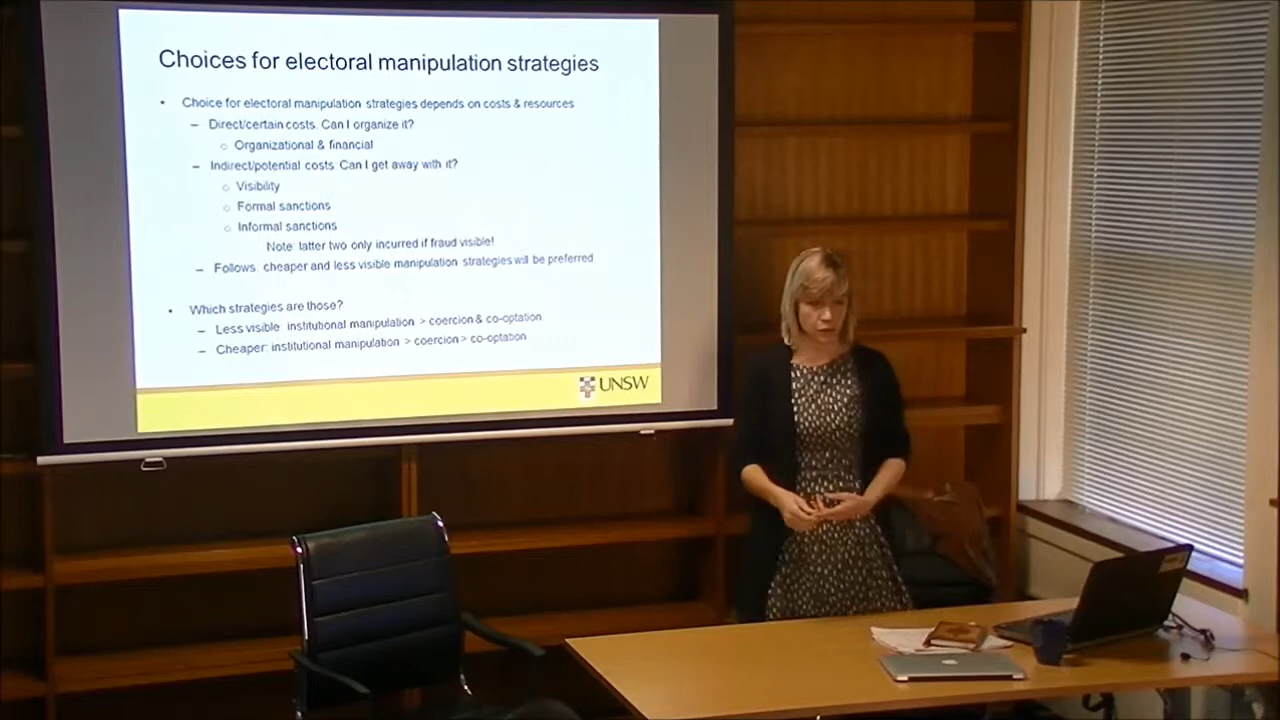 Choices for electoral manipulation strategies
• Choice for electoral manipulation strategies depends on costs & resources
– Direct/certain costs. Can I organize it?
○ Organizational & financial
– Indirect/potential costs. Can I get away with it?
○ Visibility
○ Formal sanctions
○ Informal sanctions
Note: latter two only incurred if fraud visible!
– Follows: cheaper and less visible manipulation strategies will be preferred
• Which strategies are those?
– Less visible: institutional manipulation > coercion & co-optation
– Cheaper: institutional manipulation > coercion > co-optation
UNSW